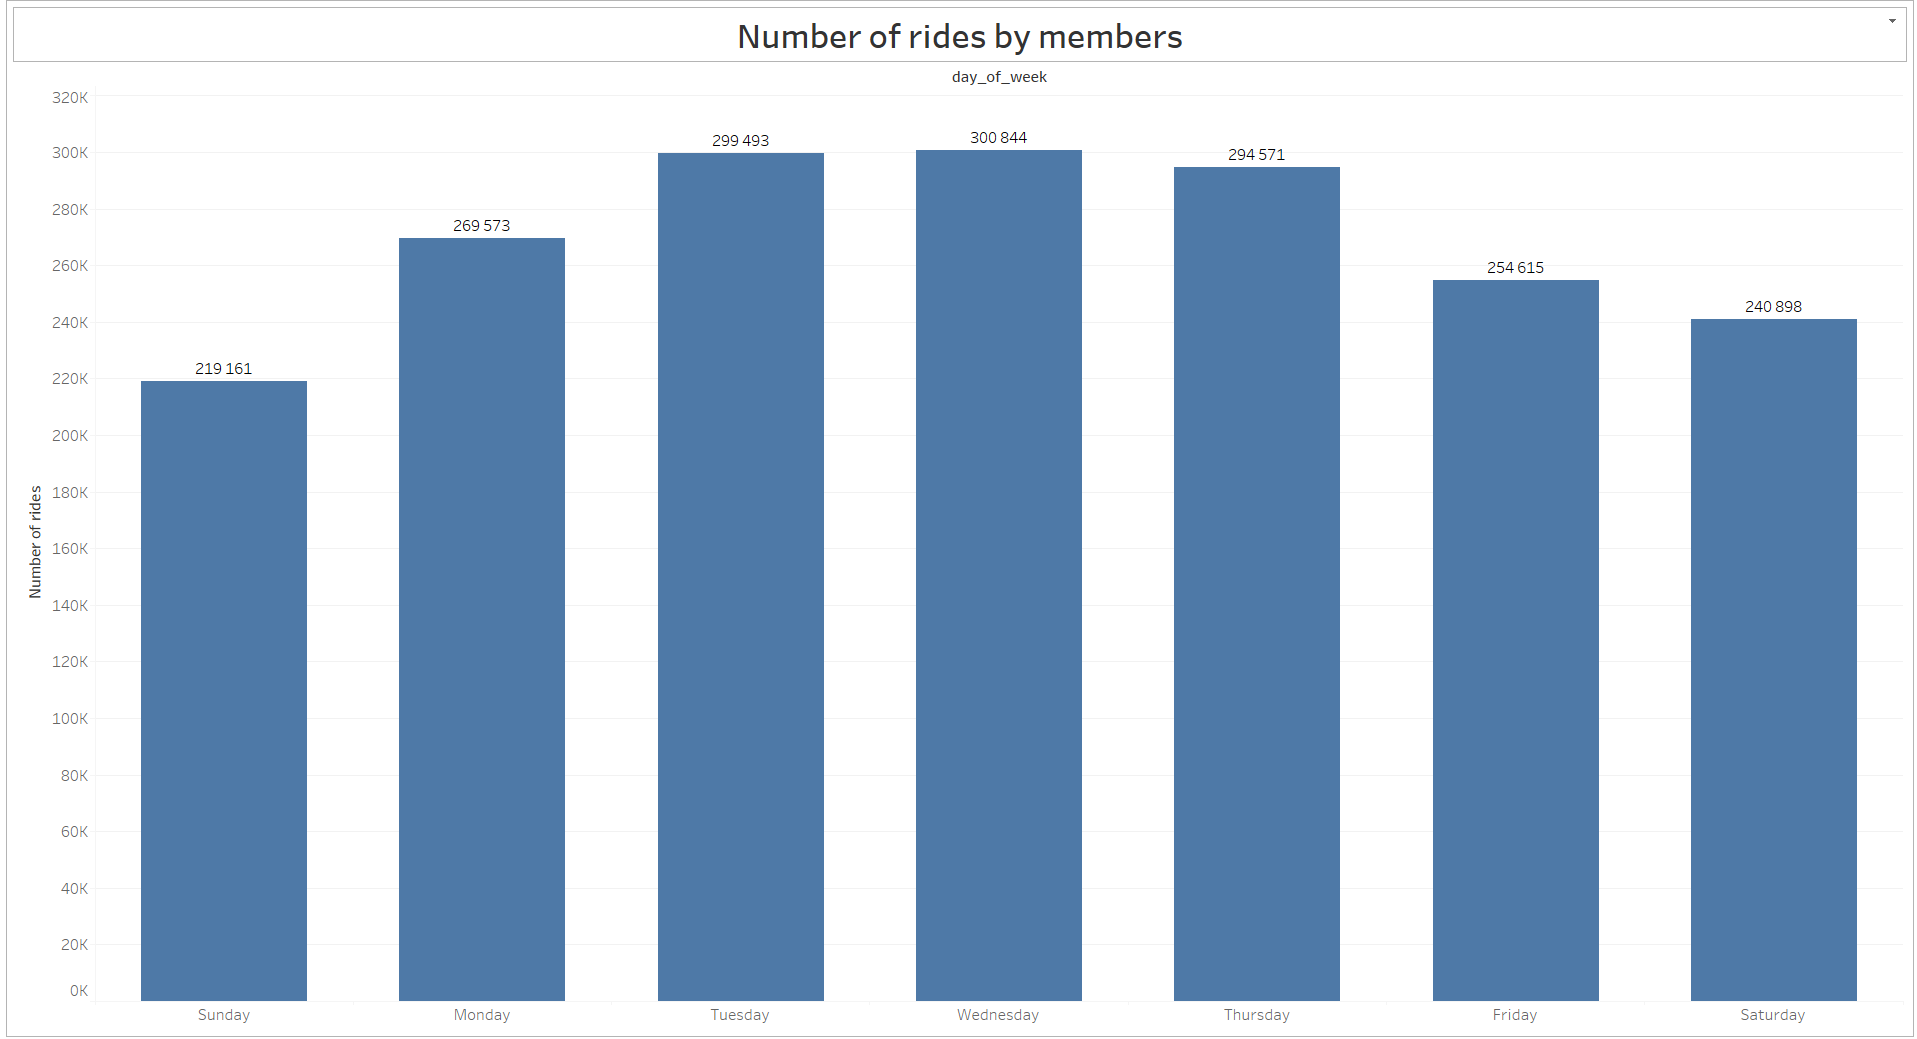 Number of rides by members
day_of_week
Number of rides
320K
300K
280K
260K
240K
220K
200K
180K
160K
140K
120K
100K
80K
60K
40K
20K
0K
219 161
269 573
299 493
300 844
294 571
254 615
240 898
Sunday
Monday
Tuesday
Wednesday
Thursday
Friday
Saturday